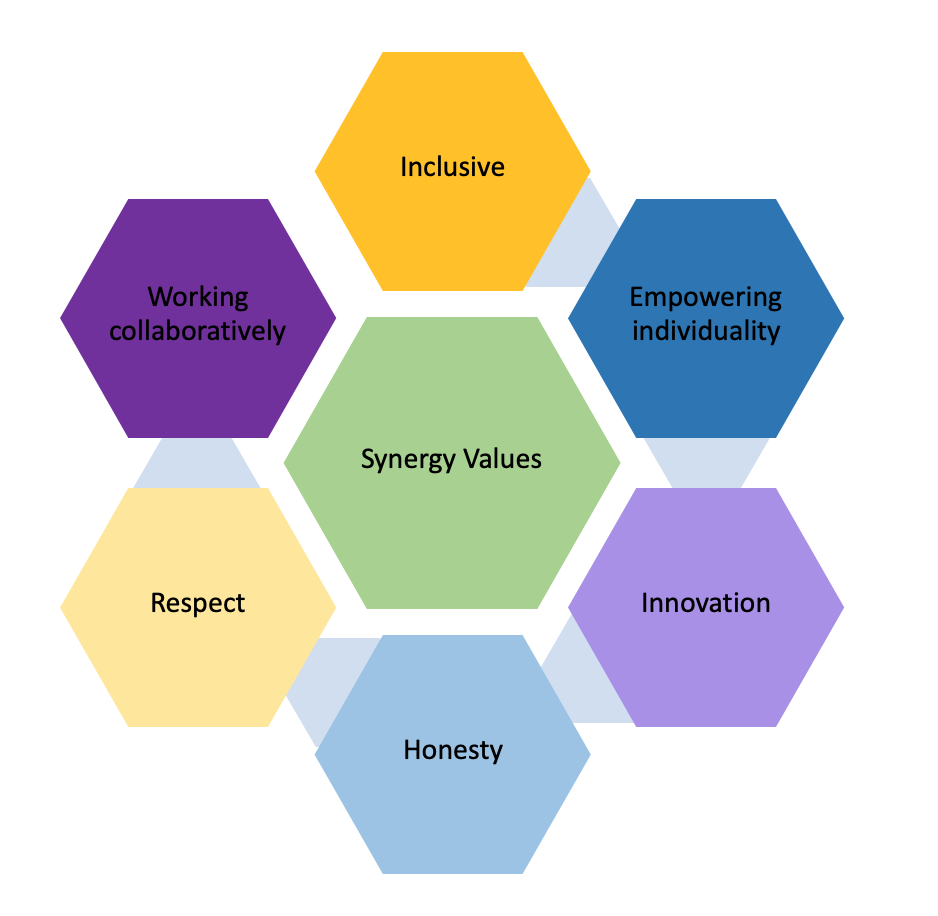 Inclusive
Working
collaboratively
Empowering
individuality
Synergy Values
Respect
Innovation
Honesty